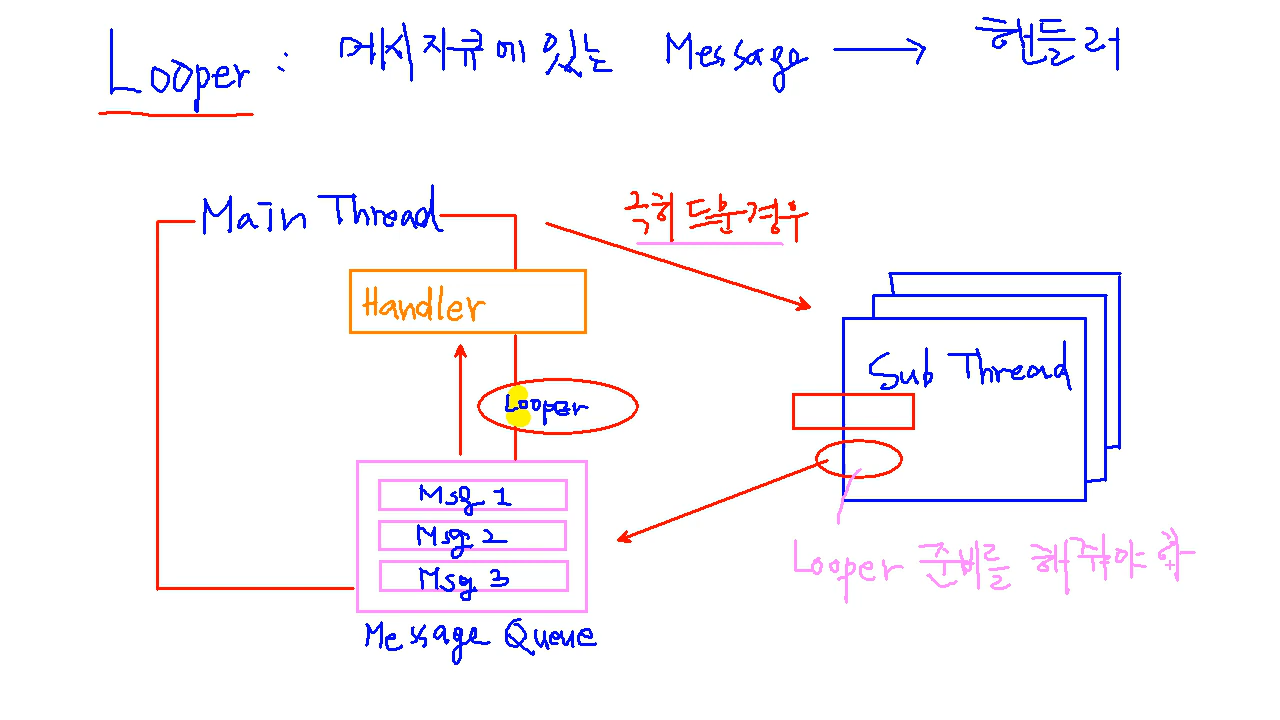 Looper : 메시지큐에 있는 Message → 핸들러
Main Thread
극히 드문경우
Handler
Sub Thread
Looper
Msg 1
Msg 2
Msg 3
Looper 준비를 해줘야 함
Message Queue